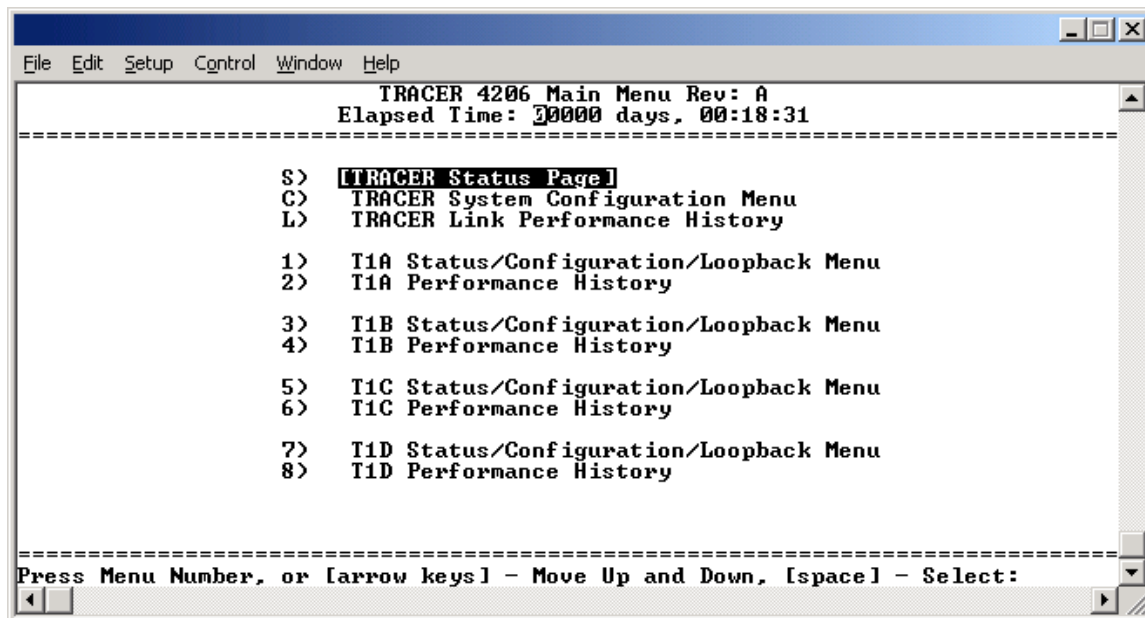 File Edit Setup Control Window Help
TRACER 4206 Main Menu Rev: A
Elapsed Time: 00000 days, 00:18:31
================================================================================
S) [TRACER Status Page]
C) TRACER System Configuration Menu
L) TRACER Link Performance History
1) T1A Status/Configuration/Loopback Menu
2) T1A Performance History
3) T1B Status/Configuration/Loopback Menu
4) T1B Performance History
5) T1C Status/Configuration/Loopback Menu
6) T1C Performance History
7) T1D Status/Configuration/Loopback Menu
8) T1D Performance History
================================================================================
Press Menu Number, or [arrow keys] - Move Up and Down, [space] - Select: